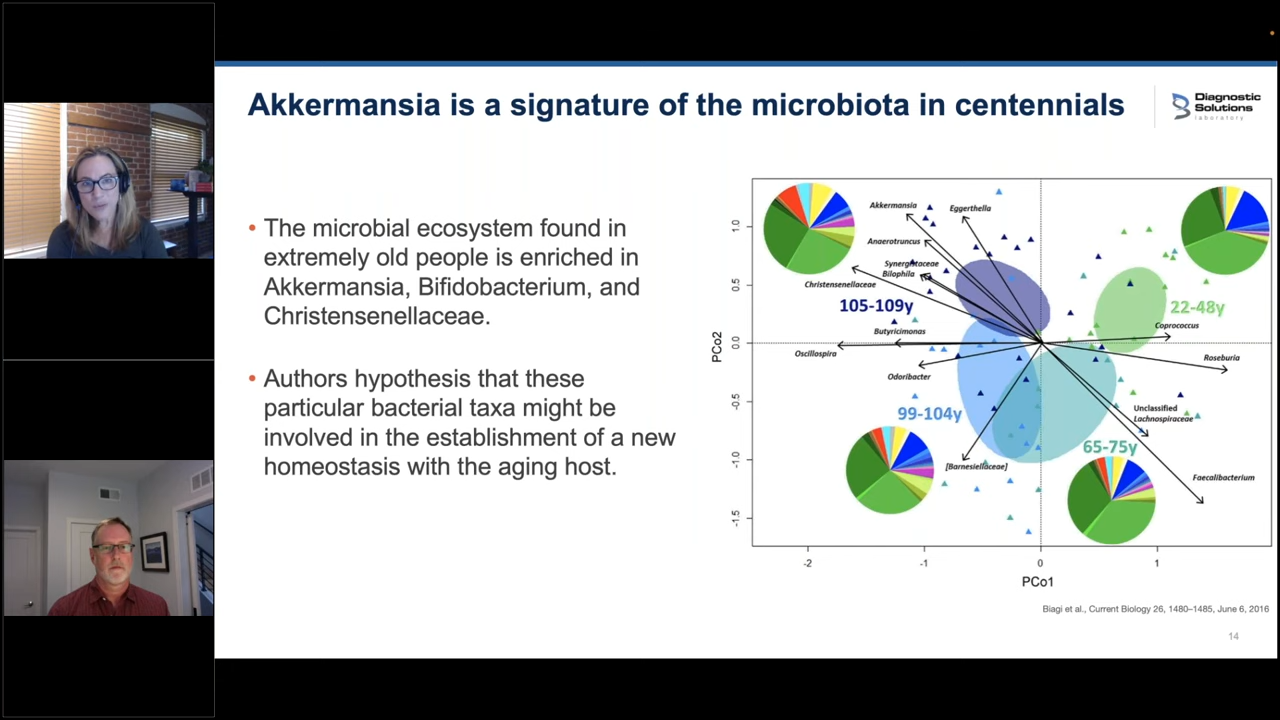 Akkermansia is a signature of the microbiota in centennials
Diagnostic
Solutions
laboratory
• The microbial ecosystem found in
extremely old people is enriched in
Akkermansia, Bifidobacterium, and
Christensenellaceae.
• Authors hypothesis that these
particular bacterial taxa might be
involved in the establishment of a new
homeostasis with the aging host.
Akkermansia
Eggerthella
Anaerotruncus
Synergistaceae
Bilophila
Christensenellaceae
105-109y
22-48y
Coprococcus
Butyricimonas
Oscillospira
Roseburia
Odoribacter
99-104y
Unclassified
Lachnospiraceae
65-75y
[Barnesiellaceae]
Faecalibacterium
PCo2
1.0
0.5
0.0
-0.5
-1.0
-1.5
-2
-1
0
1
PCo1
Biagi et al., Current Biology 26, 1480–1485, June 6, 2016
14